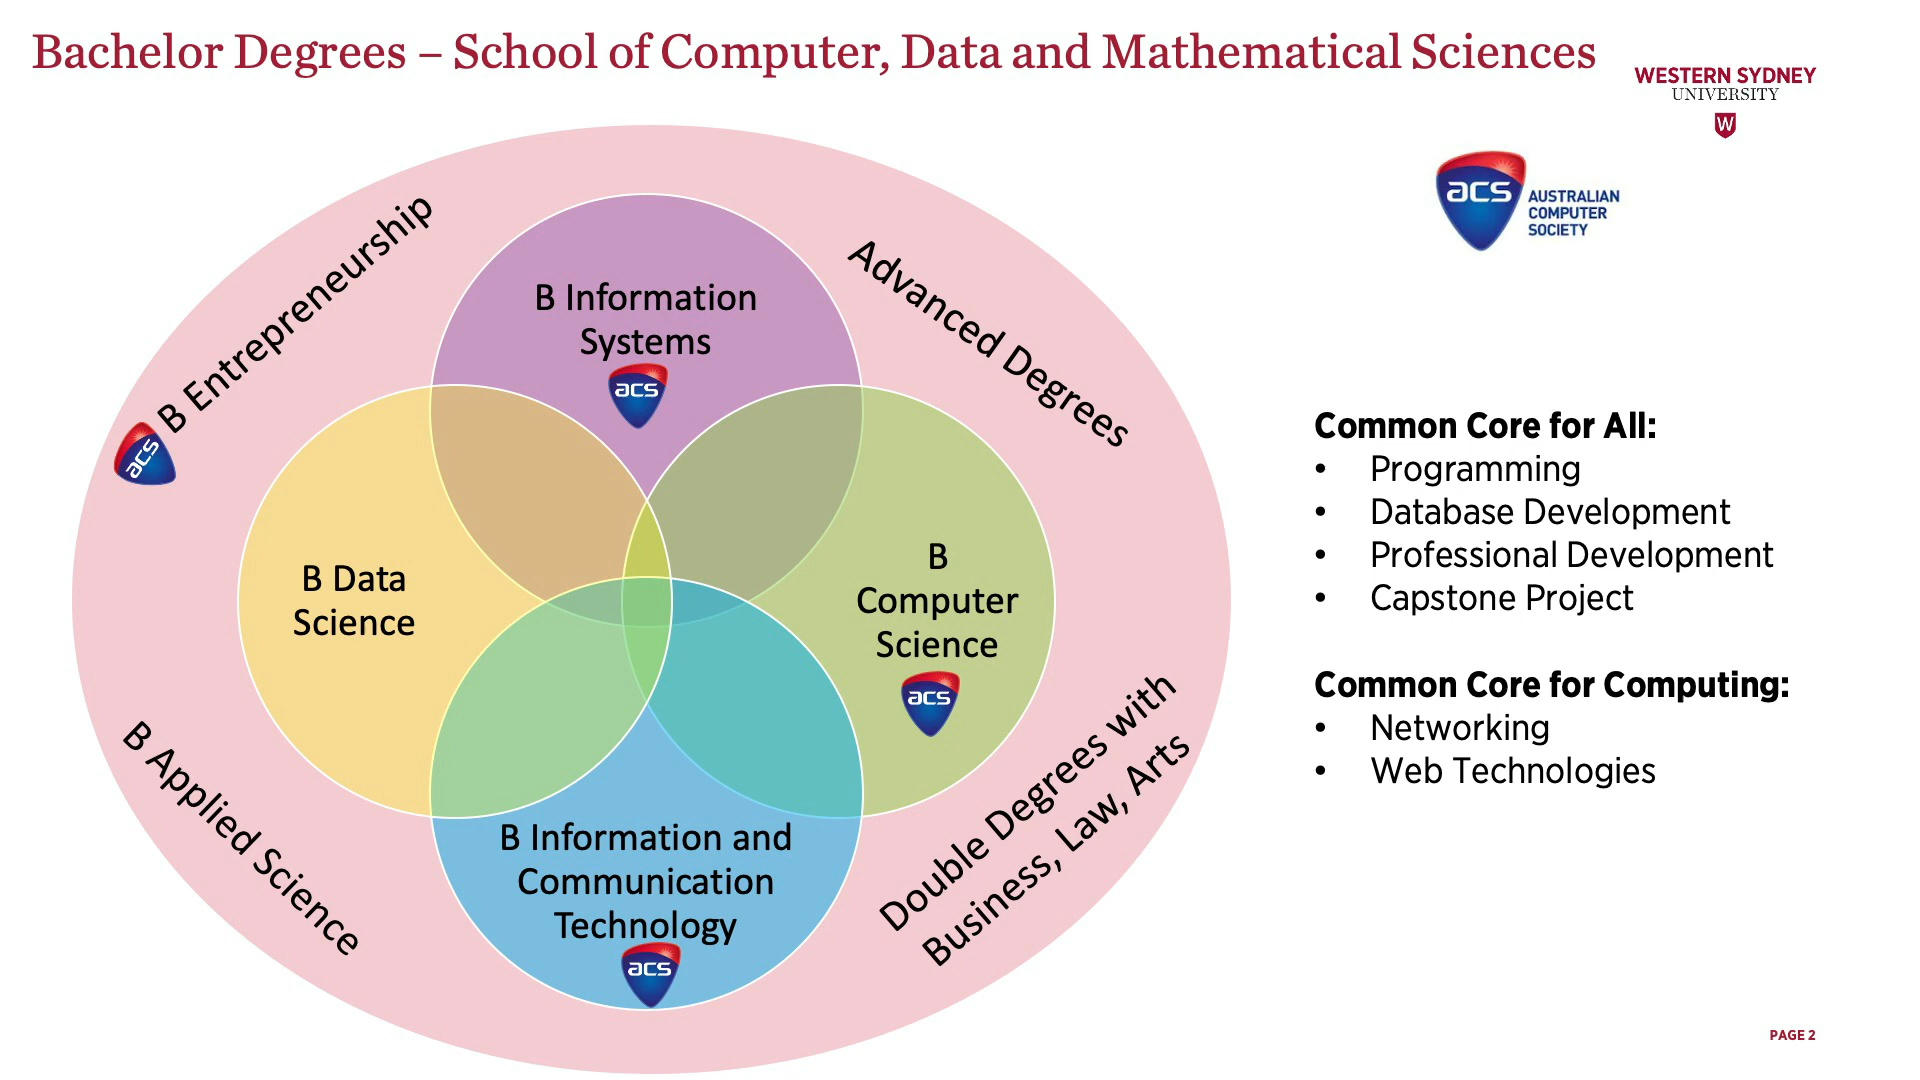 Bachelor Degrees – School of Computer, Data and Mathematical Sciences
WESTERN SYDNEY
UNIVERSITY
W
acs
AUSTRALIAN
COMPUTER
SOCIETY
B Entrepreneurship
acs
Advanced Degrees
B Information
Systems
acs
B Data
Science
B
Computer
Science
acs
B Applied Science
B Information and
Communication
Technology
acs
Double Degrees with
Business, Law, Arts
Common Core for All:
• Programming
• Database Development
• Professional Development
• Capstone Project
Common Core for Computing:
• Networking
• Web Technologies
PAGE 2